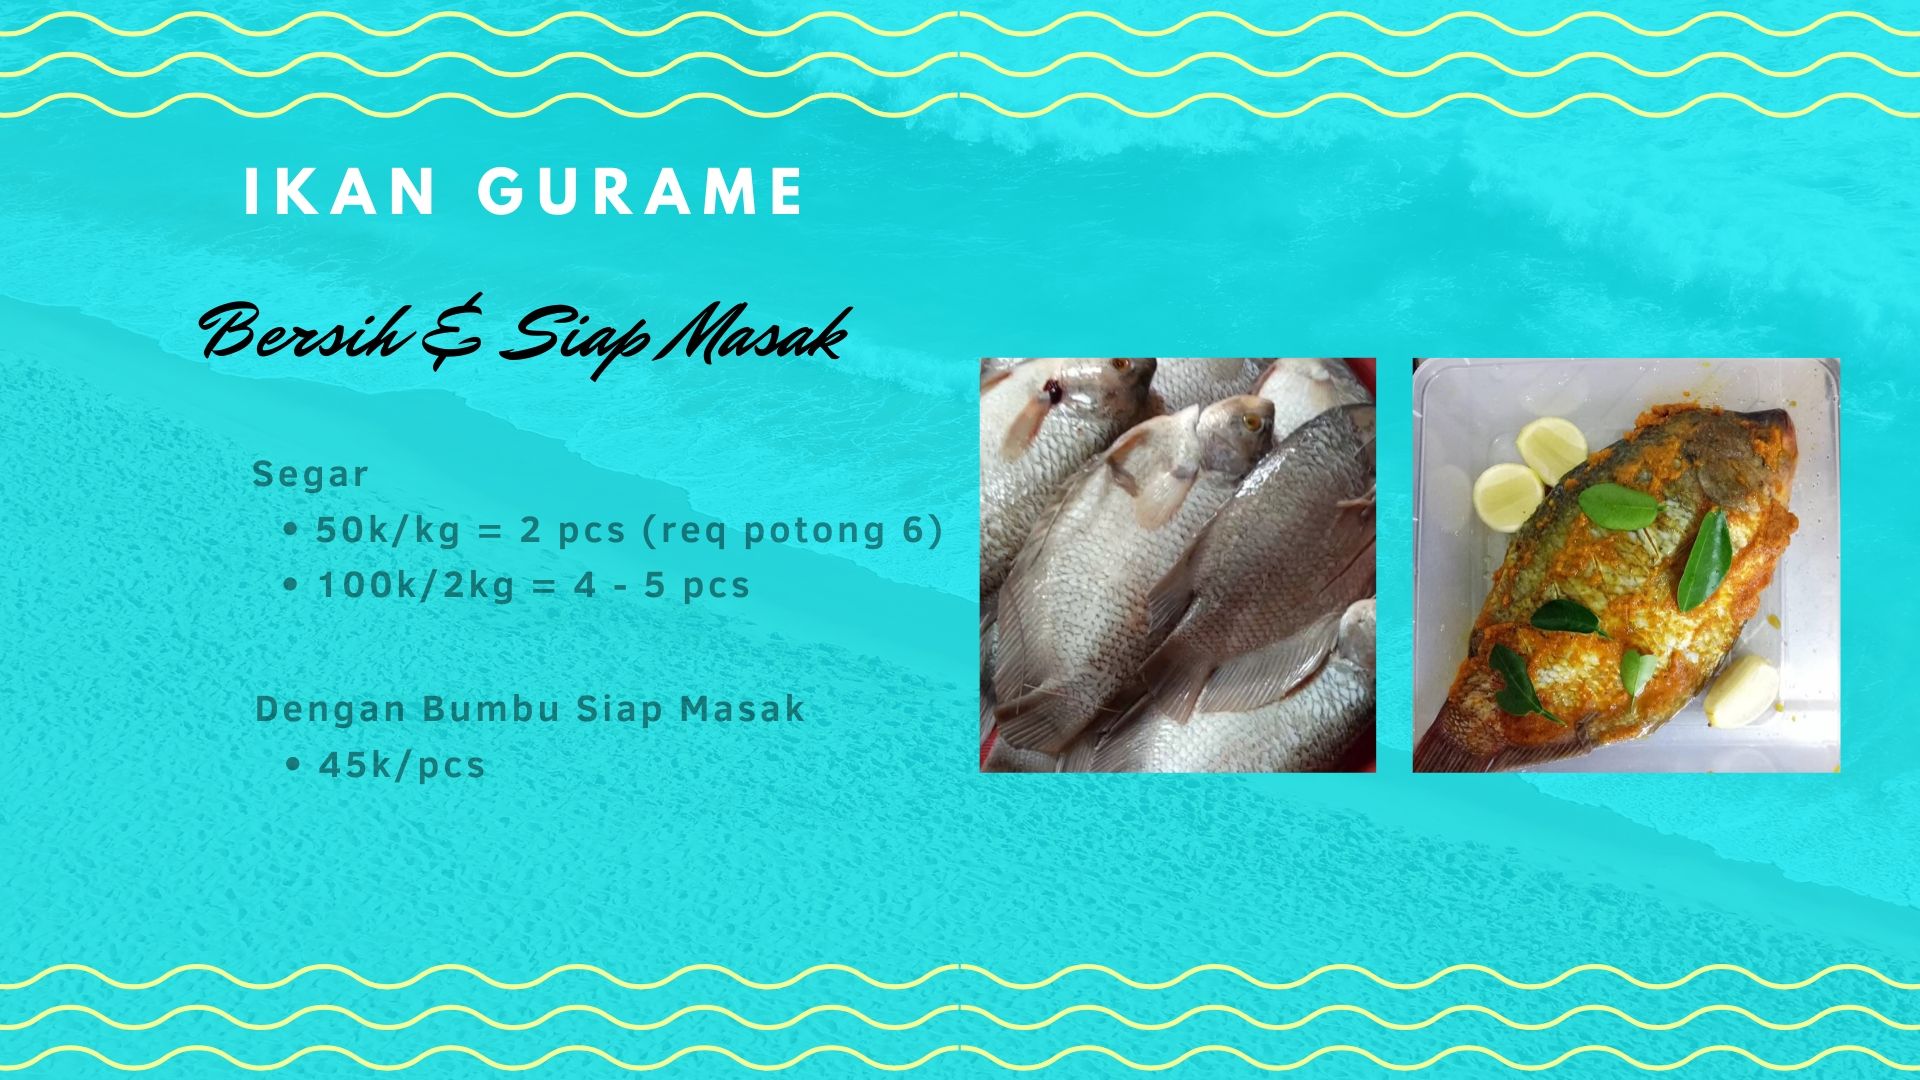 IKAN GURAME
Bersih & Siap Masak
Segar
• 50k/kg = 2 pcs (req potong 6)
• 100k/2kg = 4 - 5 pcs
Dengan Bumbu Siap Masak
• 45k/pcs